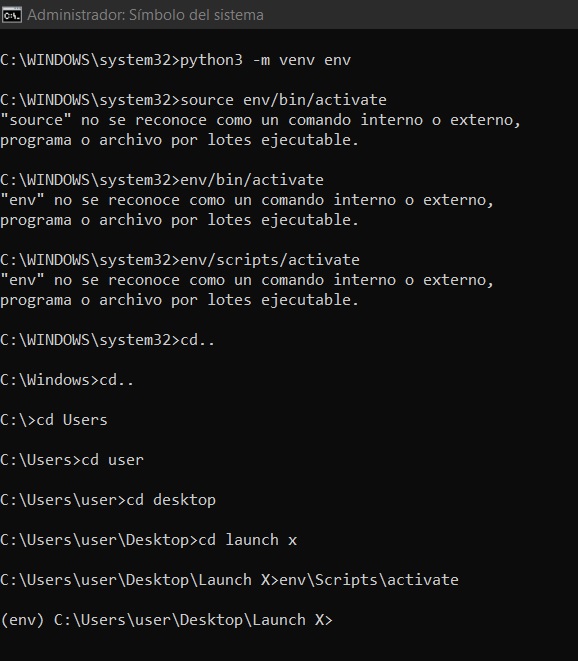 Administrador: Símbolo del sistema
C:\WINDOWS\system32>python3 -m venv env
C:\WINDOWS\system32>source env/bin/activate
"source" no se reconoce como un comando interno o externo,
programa o archivo por lotes ejecutable.
C:\WINDOWS\system32>env/bin/activate
"env" no se reconoce como un comando interno o externo,
programa o archivo por lotes ejecutable.
C:\WINDOWS\system32>env/scripts/activate
"env" no se reconoce como un comando interno o externo,
programa o archivo por lotes ejecutable.
C:\WINDOWS\system32>cd..
C:\Windows>cd..
C:\>cd Users
C:\Users>cd user
C:\Users\user>cd desktop
C:\Users\user\Desktop>cd launch x
C:\Users\user\Desktop\Launch X>env\Scripts\activate
(env) C:\Users\user\Desktop\Launch X>